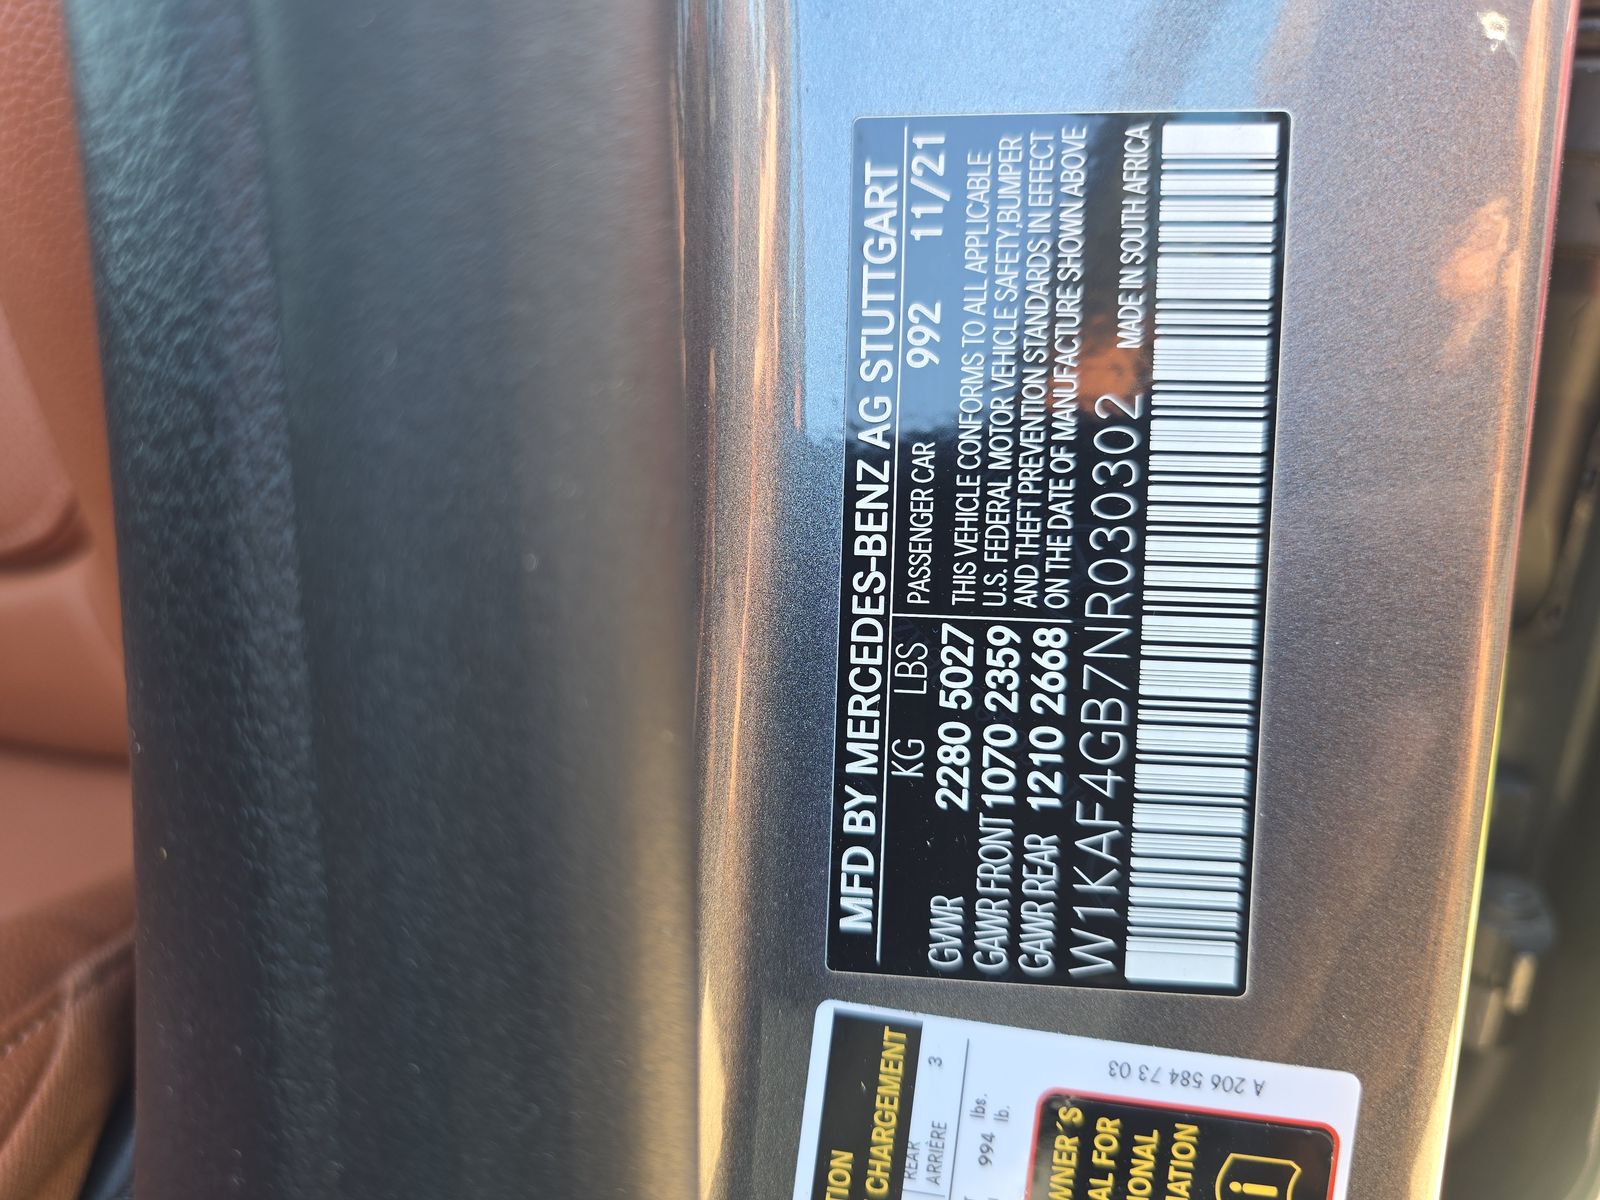 MFD BY MERCEDES-BENZ AG STUTTGART
KG LBS PASSENGER CAR 992 11/21
GVWR 2280 5027
GAWR FRONT 1070 2359
GAWR REAR 1210 2668
THIS VEHICLE CONFORMS TO ALL APPLICABLE
U.S. FEDERAL MOTOR VEHICLE SAFETY,BUMPER
AND THEFT PREVENTION STANDARDS IN EFFECT
ON THE DATE OF MANUFACTURE SHOWN ABOVE
W1KAF4GB7NR030302 MADE IN SOUTH AFRICA
CHARGEMENT
REAR
ARRIÈRE 3
994 lbs.
lb.
A 206 584 73 03